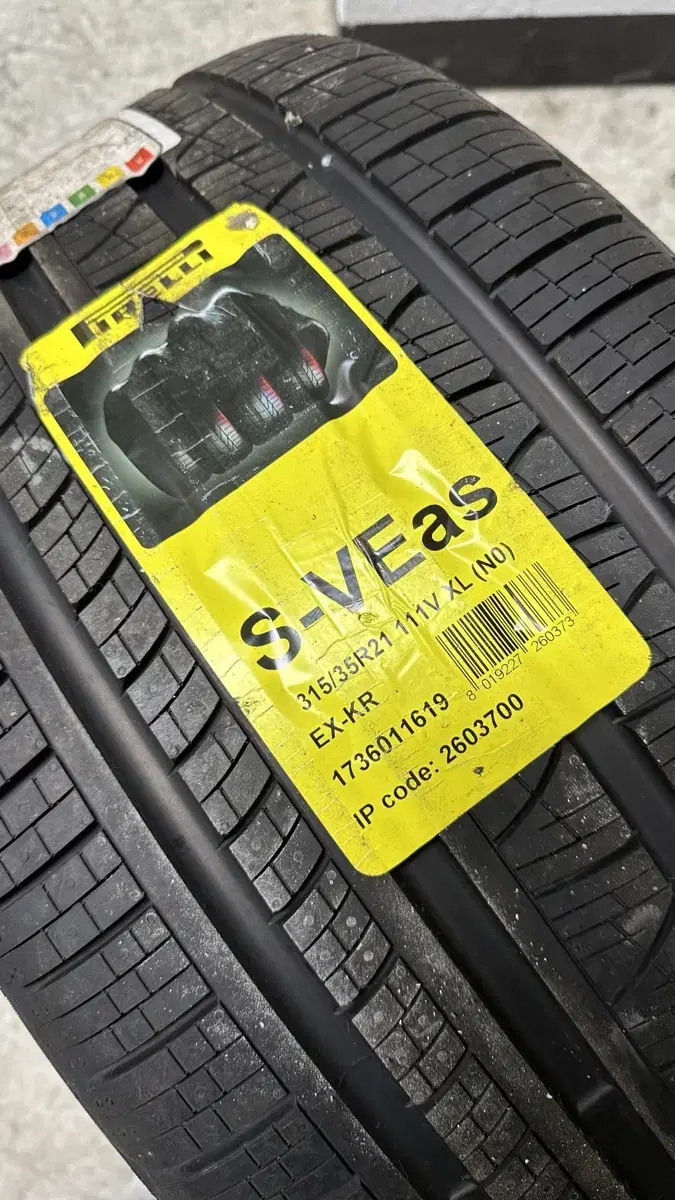 PIRELLI
S-VEas
315/35R21 111V XL (N0)
EX-KR
8 019227 260373
1736011619
IP code: 2603700